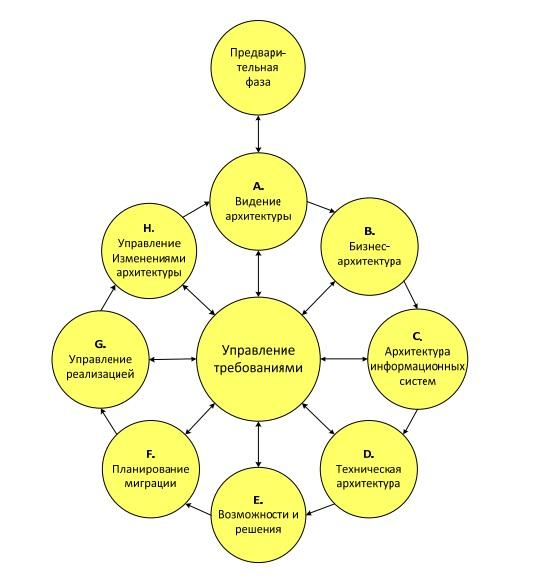 Предвари-
тельная
фаза
A.
Видение
архитектуры
B.
Бизнес-
архитектура
C.
Архитектура
информационных
систем
D.
Техническая
архитектура
E.
Возможности и
решения
F.
Планирование
миграции
G.
Управление
реализацией
H.
Управление
Изменениями
архитектуры
Управление
требованиями